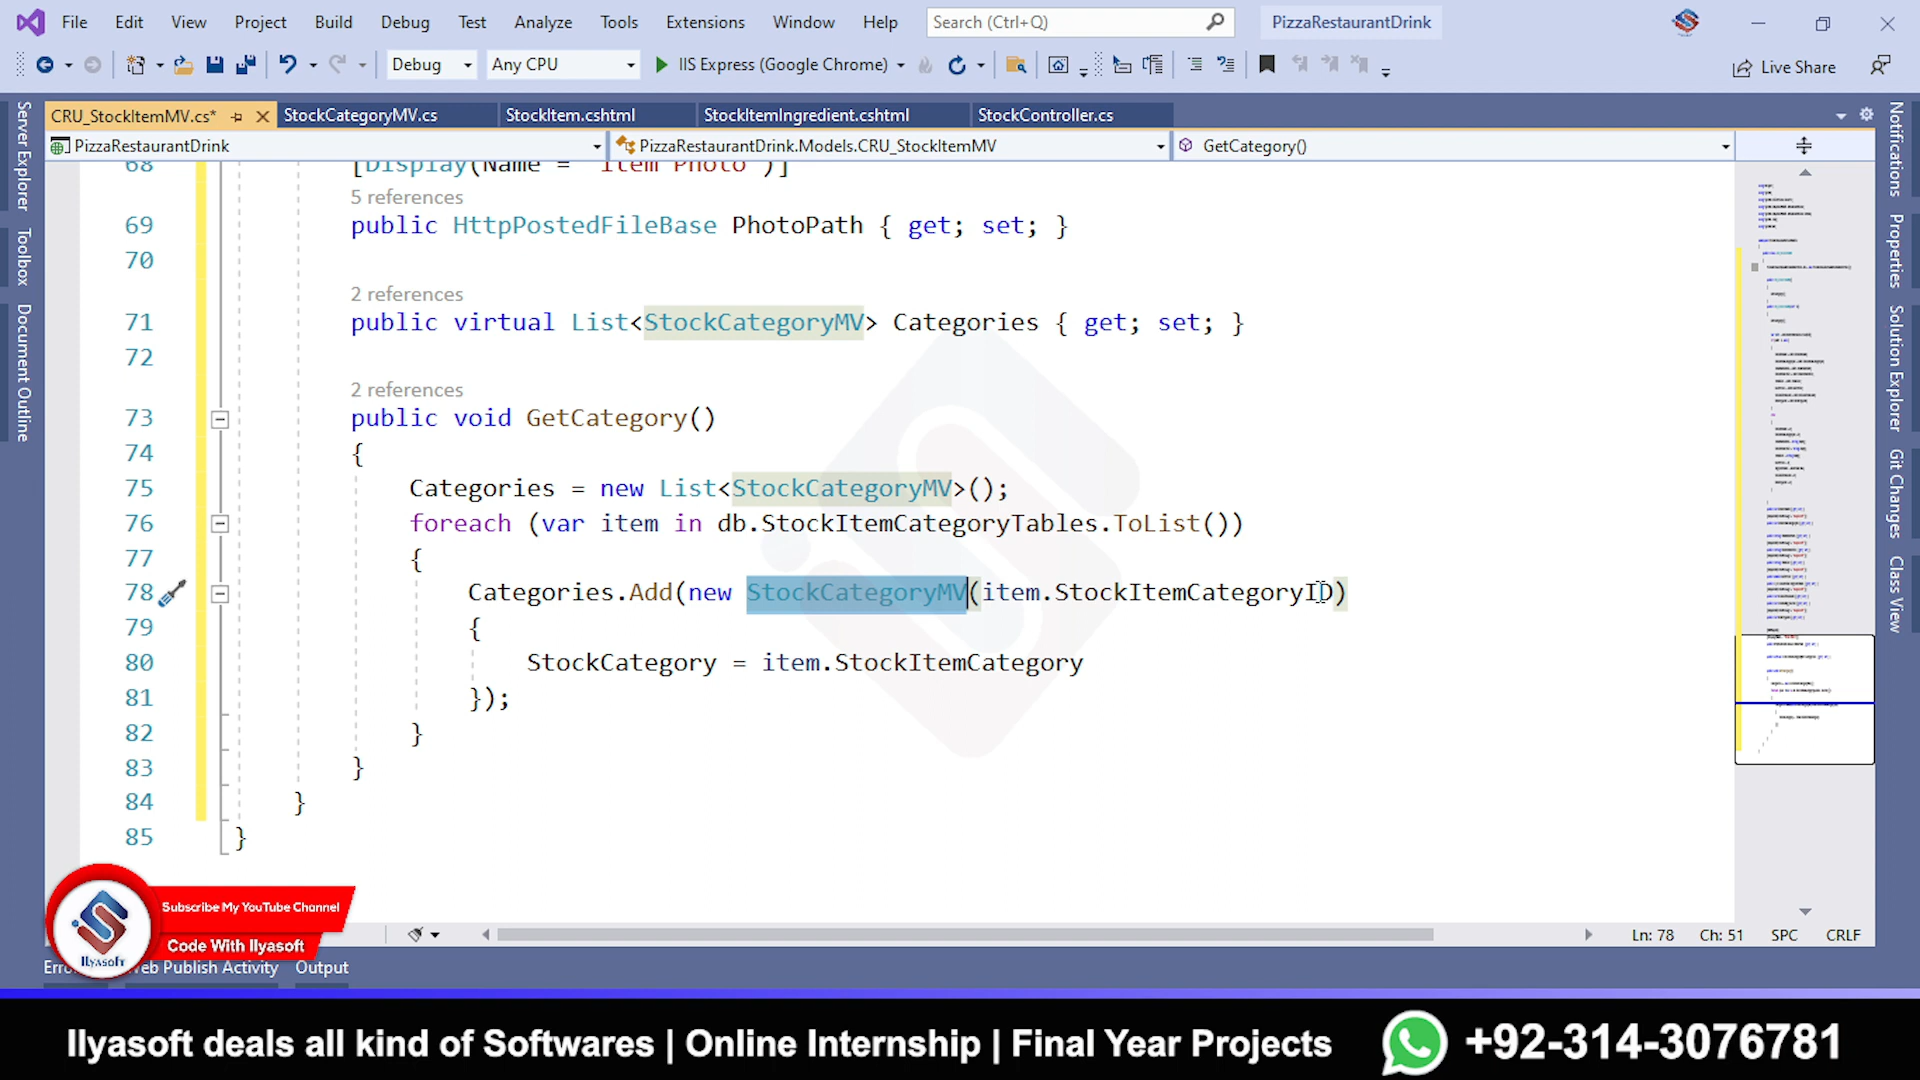 File Edit View Project Build Debug Test Analyze Tools Extensions Window Help Search (Ctrl+Q) PizzaRestaurantDrink
Debug Any CPU IIS Express (Google Chrome) Live Share
CRU_StockItemMV.cs* StockCategoryMV.cs StockItem.cshtml StockItemIngredient.cshtml StockController.cs
PizzaRestaurantDrink PizzaRestaurantDrink.Models.CRU_StockItemMV GetCategory()
Server Explorer
Toolbox
Document Outline
Notifications
Properties
Solution Explorer
Git Changes
Class View
68 [Display(Name = "Item Photo")]
5 references
69 public HttpPostedFileBase PhotoPath { get; set; }
70
2 references
71 public virtual List<StockCategoryMV> Categories { get; set; }
72
2 references
73 public void GetCategory()
74 {
75 Categories = new List<StockCategoryMV>();
76 foreach (var item in db.StockItemCategoryTables.ToList())
77 {
78 Categories.Add(new StockCategoryMV(item.StockItemCategoryID)
79 {
80 StockCategory = item.StockItemCategory
81 });
82 }
83 }
84 }
85 }
Ln: 78 Ch: 51 SPC CRLF
Subscribe My YouTube Channel
Code With Ilyasoft
Ilyasoft
Web Publish Activity Output
Ilyasoft deals all kind of Softwares | Online Internship | Final Year Projects +92-314-3076781